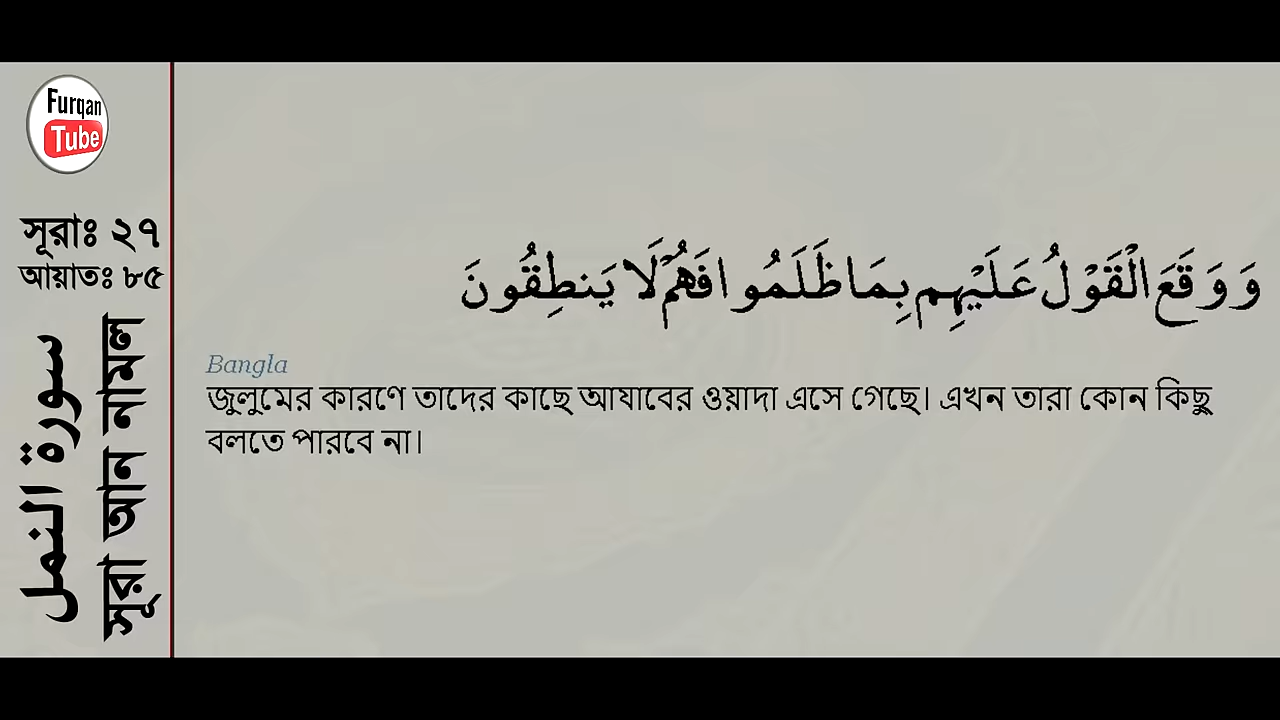 Furqan
Tube
সূরাঃ ২৭
আয়াতঃ ৮৫
سورة النمل
সূরা আন নামল
وَوَقَعَ الْقَوْلُ عَلَيْهِم بِمَا ظَلَمُوا فَهُمْ لَا يَنطِقُونَ
Bangla
জুলুমের কারণে তাদের কাছে আযাবের ওয়াদা এসে গেছে। এখন তারা কোন কিছু
বলতে পারবে না।